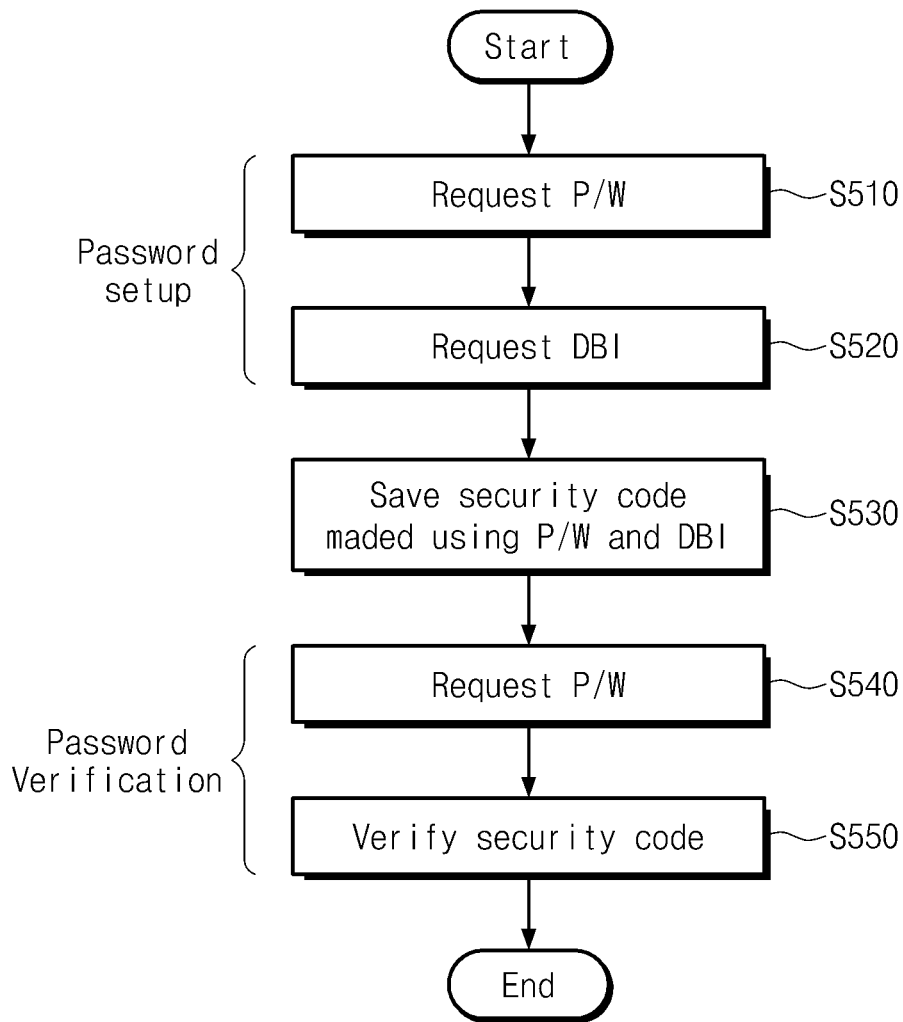 Start
Request P/W
S510
Password
setup
Request DBI
S520
Save security code
maded using P/W and DBI
S530
Request P/W
S540
Password
Verification
Verify security code
S550
End